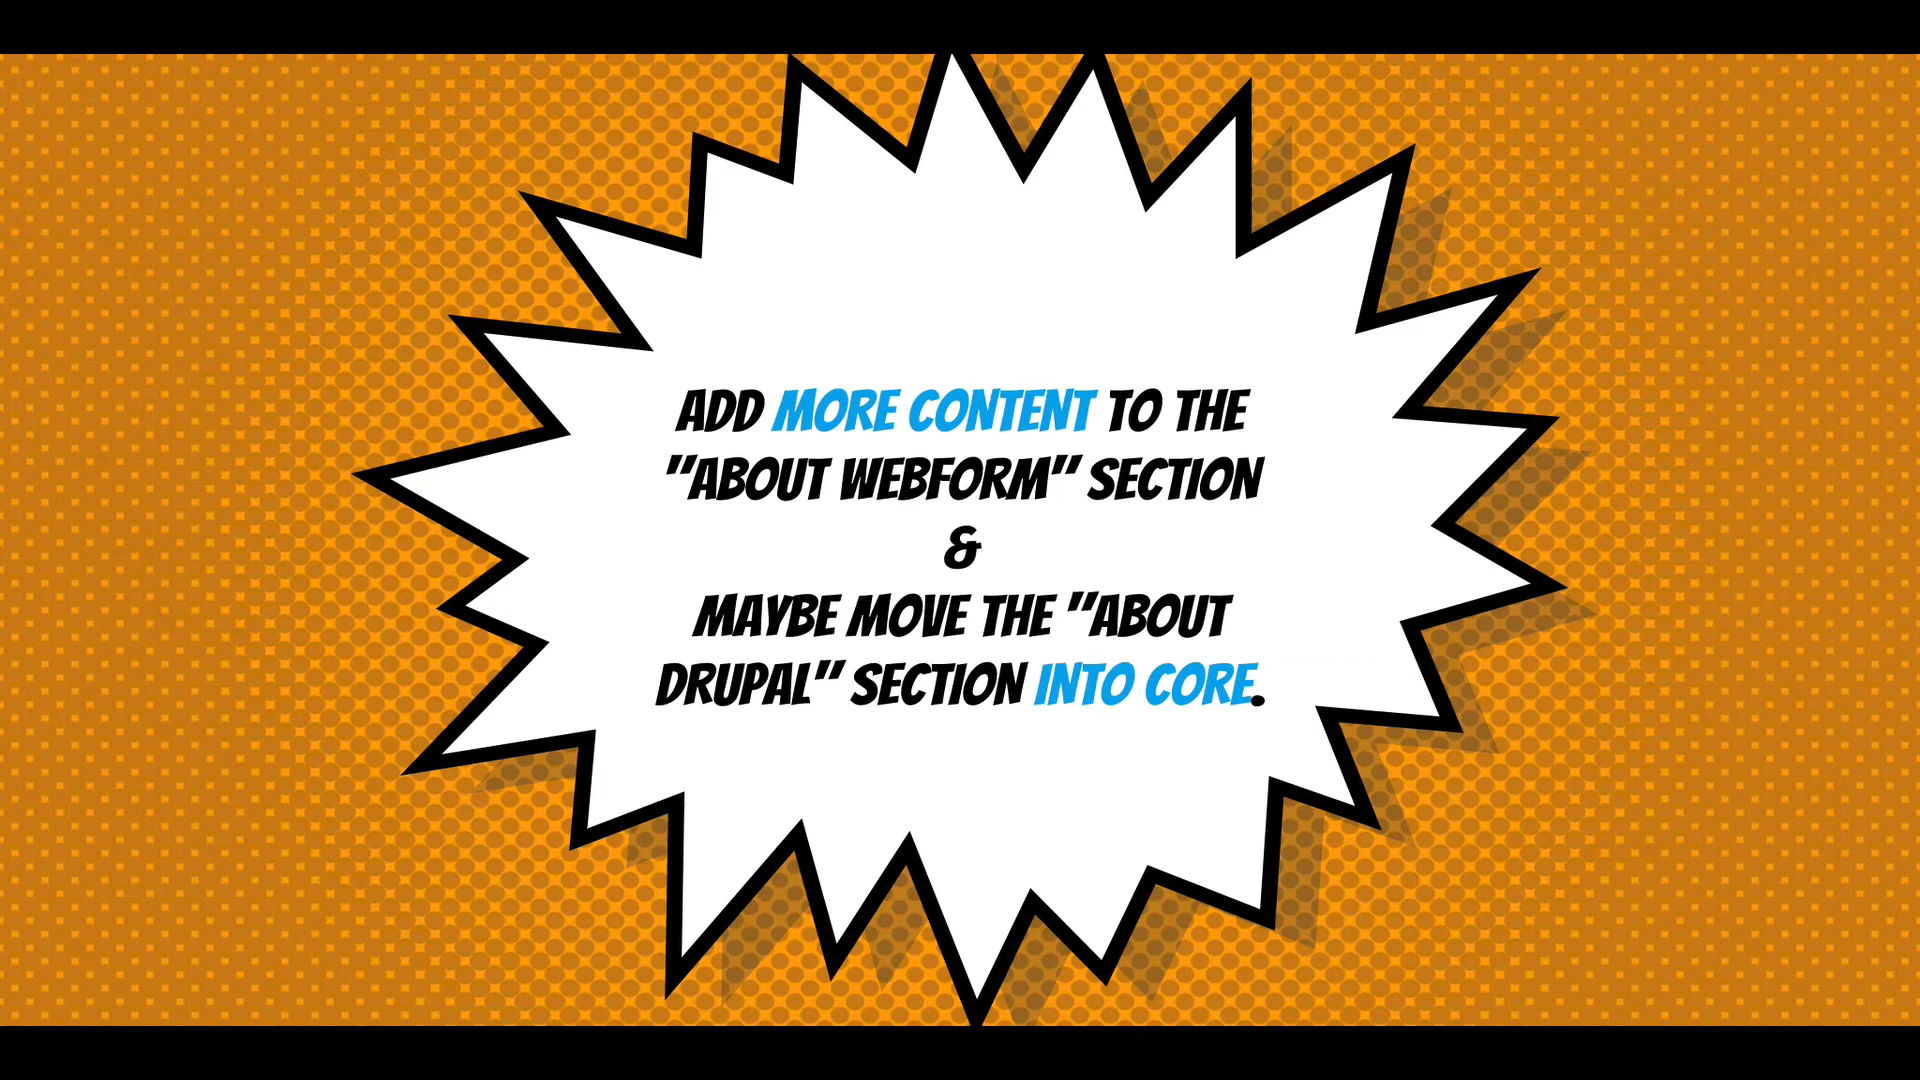 ADD MORE CONTENT TO THE
"ABOUT WEBFORM" SECTION
&
MAYBE MOVE THE "ABOUT
DRUPAL" SECTION INTO CORE.